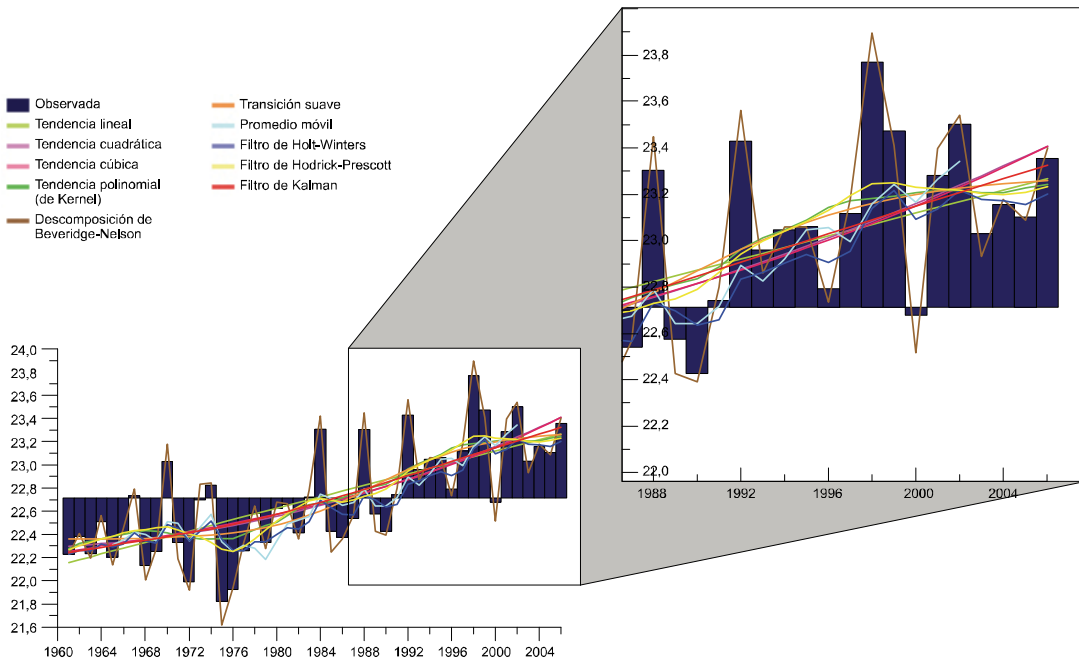 Observada
Tendencia lineal
Tendencia cuadrática
Tendencia cúbica
Tendencia polinomial
(de Kernel)
Descomposición de
Beveridge-Nelson
Transición suave
Promedio móvil
Filtro de Holt-Winters
Filtro de Hodrick-Prescott
Filtro de Kalman
23,8
23,6
23,4
23,2
23,0
22,8
22,6
22,4
22,2
22,0
1988 1992 1996 2000 2004
24,0
23,8
23,6
23,4
23,2
23,0
22,8
22,6
22,4
22,2
22,0
21,8
21,6
1960 1964 1968 1972 1976 1980 1984 1988 1992 1996 2000 2004